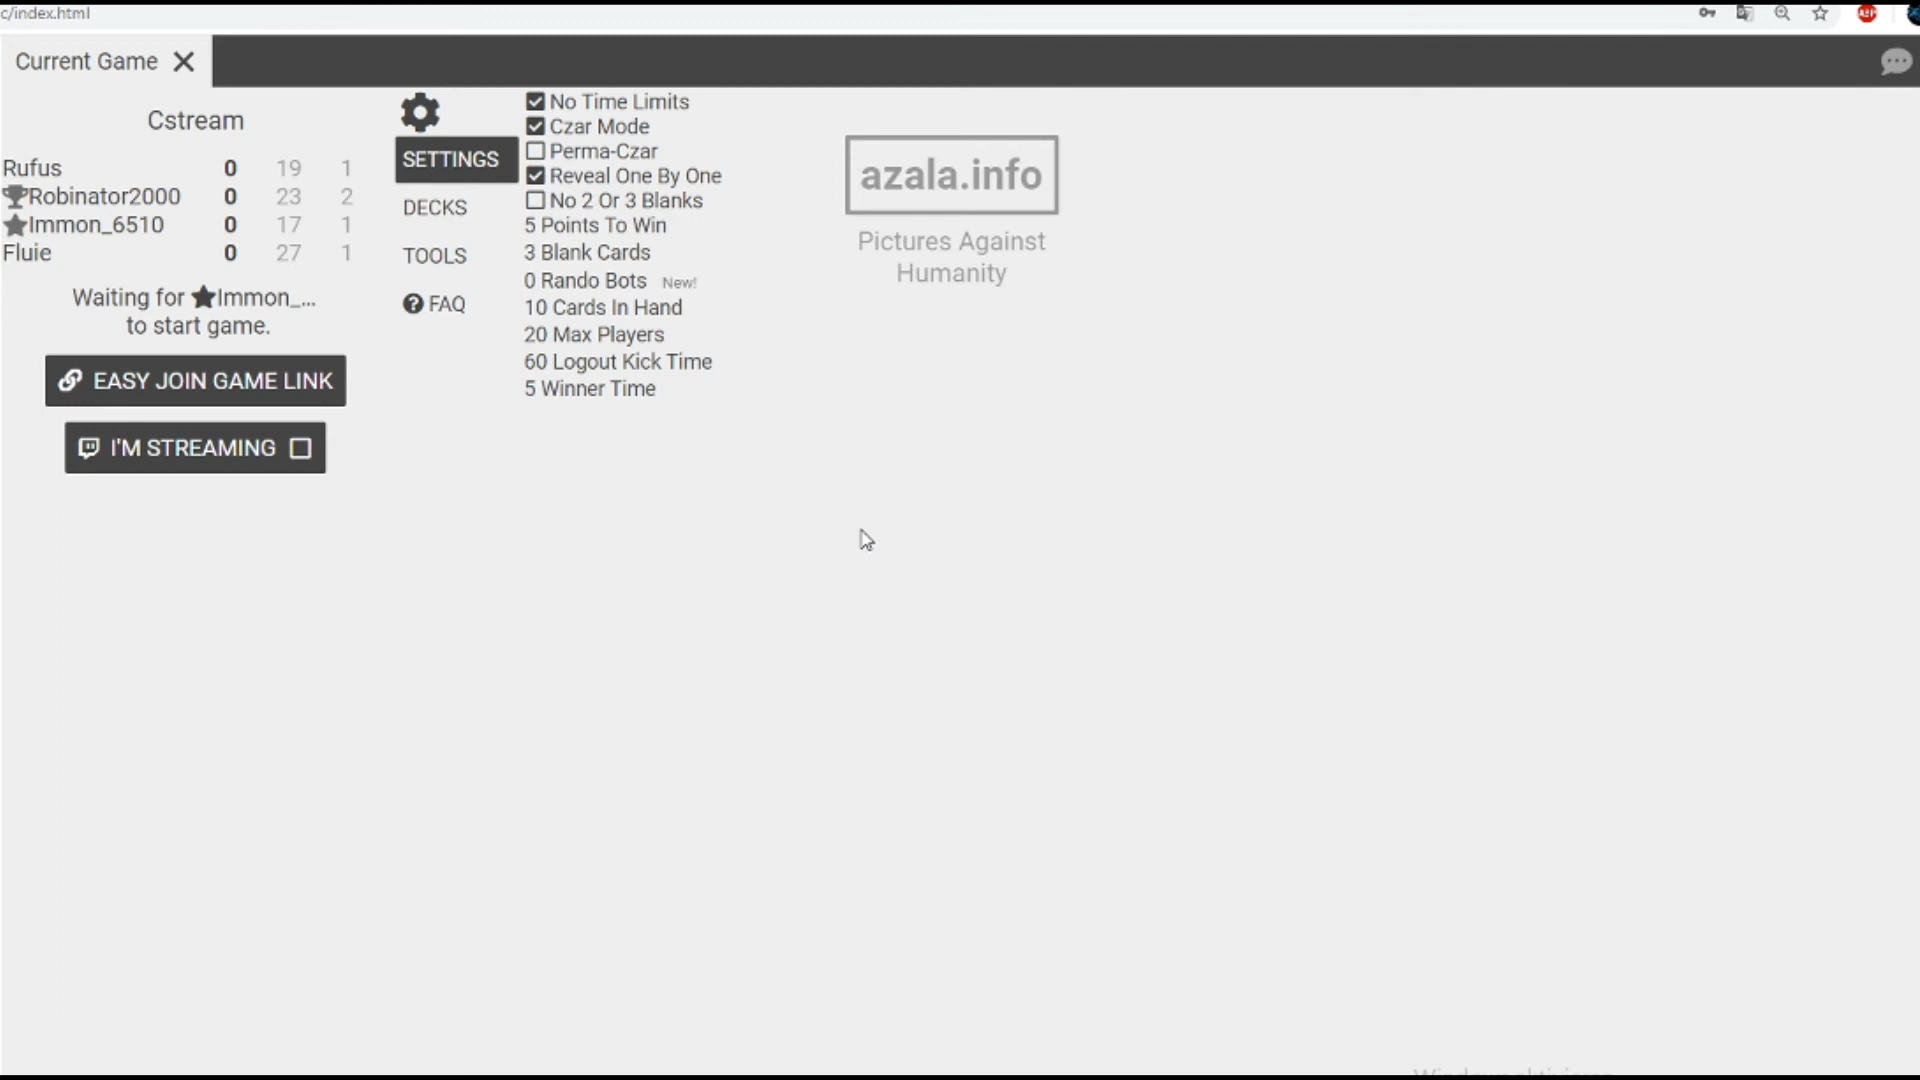 c/index.html
Current Game
Cstream
Rufus 0 19 1
Robinator2000 0 23 2
Immon_6510 0 17 1
Fluie 0 27 1
Waiting for Immon_...
to start game.
EASY JOIN GAME LINK
I'M STREAMING
SETTINGS
DECKS
TOOLS
FAQ
No Time Limits
Czar Mode
Perma-Czar
Reveal One By One
No 2 Or 3 Blanks
5 Points To Win
3 Blank Cards
0 Rando Bots New!
10 Cards In Hand
20 Max Players
60 Logout Kick Time
5 Winner Time
azala.info
Pictures Against
Humanity